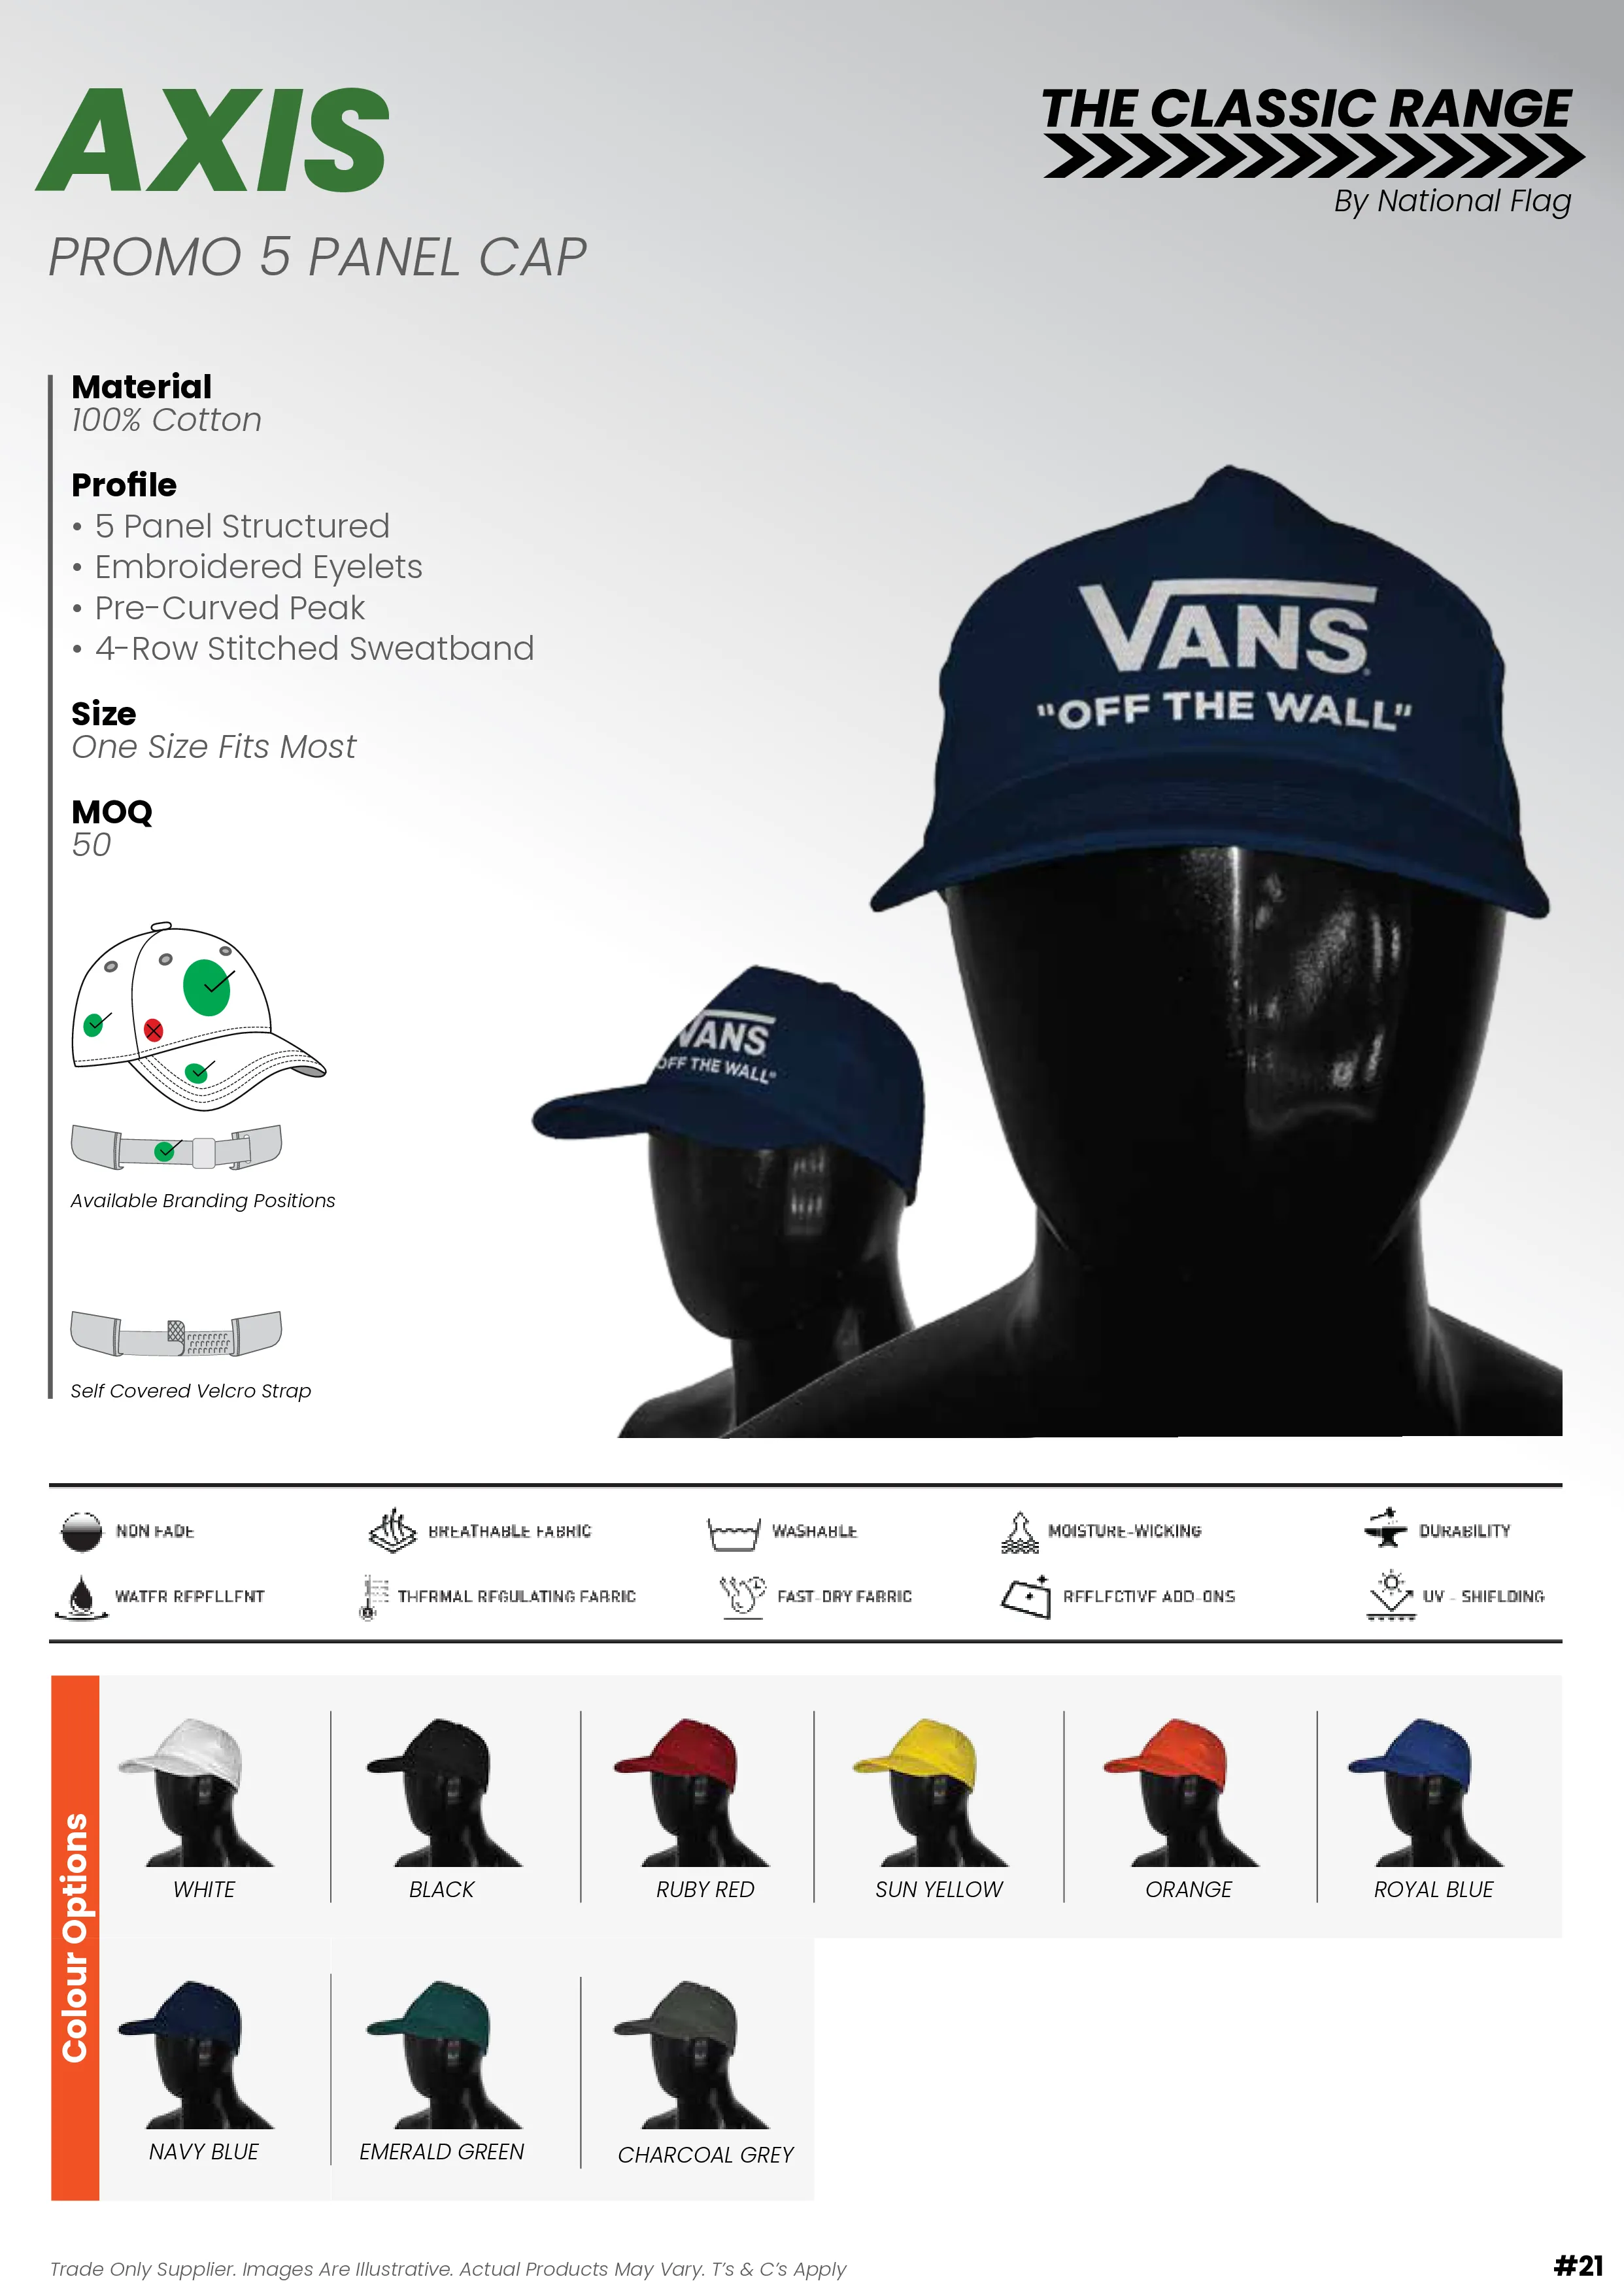 AXIS
PROMO 5 PANEL CAP
THE CLASSIC RANGE
By National Flag
Material
100% Cotton
Profile
• 5 Panel Structured
• Embroidered Eyelets
• Pre-Curved Peak
• 4-Row Stitched Sweatband
Size
One Size Fits Most
MOQ
50
Available Branding Positions
Self Covered Velcro Strap
VANS
"OFF THE WALL"
VANS
OFF THE WALL"
NON FADE
BREATHABLE FABRIC
WASHABLE
MOISTURE-WICKING
DURABILITY
WATER REPELLENT
THERMAL REGULATING FABRIC
FAST-DRY FABRIC
REFLECTIVE ADD-ONS
UV - SHIELDING
Colour Options
WHITE
BLACK
RUBY RED
SUN YELLOW
ORANGE
ROYAL BLUE
NAVY BLUE
EMERALD GREEN
CHARCOAL GREY
Trade Only Supplier. Images Are Illustrative. Actual Products May Vary. T's & C's Apply
#21